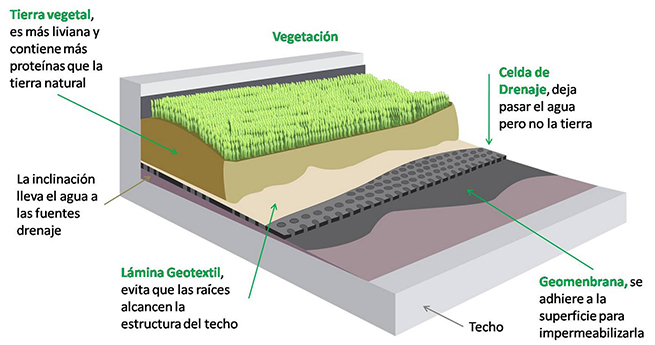 Tierra vegetal,
es más liviana y
contiene más
proteínas que la
tierra natural
Vegetación
Celda de
Drenaje, deja
pasar el agua
pero no la tierra
La inclinación
lleva el agua a
las fuentes
drenaje
Lámina Geotextil,
evita que las raíces
alcancen la
estructura del techo
Techo
Geomenbrana, se
adhiere a la
superficie para
impermeabilizarla